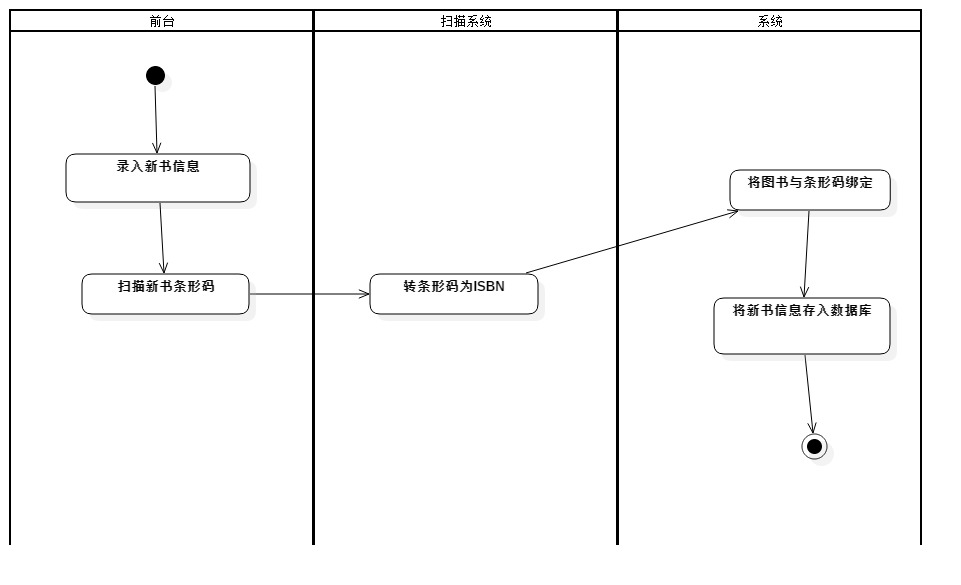 前台
扫描系统
系统
录入新书信息
扫描新书条形码
转条形码为ISBN
将图书与条形码绑定
将新书信息存入数据库